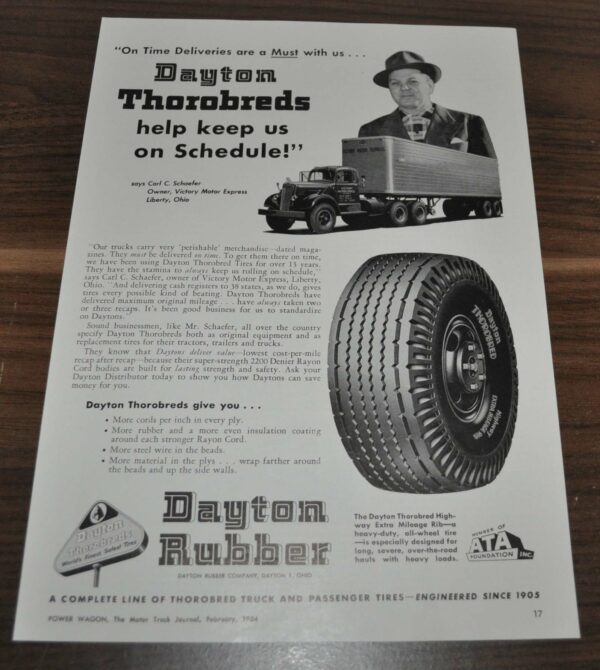 "On Time Deliveries are a Must with us . . .
Dayton
Thorobreds
help keep us
on Schedule!"
says Carl C. Schaefer
Owner, Victory Motor Express
Liberty, Ohio
"Our trucks carry very 'perishable' merchandise—dated maga-
zines. They must be delivered on time. To get them there on time,
we have been using Dayton Thorobred Tires for over 15 years.
They have the stamina to always keep us rolling on schedule,"
says Carl C. Schaefer, owner of Victory Motor Express, Liberty,
Ohio. "And delivering cash registers to 38 states, as we do, gives
tires every possible kind of beating. Dayton Thorobreds have
delivered maximum original mileage . . . have always taken two
or three recaps. It's been good business for us to standardize
on Daytons."
Sound businessmen, like Mr. Schaefer, all over the country
specify Dayton Thorobreds both as original equipment and as
replacement tires for their tractors, trailers and trucks.
They know that Daytons deliver value—lowest cost-per-mile
recap after recap—because their super-strength 2200 Denier Rayon
Cord bodies are built for lasting strength and safety. Ask your
Dayton Distributor today to show you how Daytons can save
money for you.
Dayton Thorobreds give you . . .
• More cords per inch in every ply.
• More rubber and a more even insulation coating
around each stronger Rayon Cord.
• More steel wire in the beads.
• More material in the plys . . . wrap farther around
the beads and up the side walls.
Dayton
THOROBRED
Highway
EXTRA MILEAGE RIB
Dayton
Thorobreds
World's Finest Safest Tires
Dayton
Rubber
DAYTON RUBBER COMPANY, DAYTON 1, OHIO
The Dayton Thorobred High-
way Extra Mileage Rib—a
heavy-duty, all-wheel tire
—is especially designed for
long, severe, over-the-road
hauls with heavy loads.
MEMBER OF
ATA
FOUNDATION INC.
A COMPLETE LINE OF THOROBRED TRUCK AND PASSENGER TIRES—ENGINEERED SINCE 1905
POWER WAGON, The Motor Truck Journal, February, 1954
17